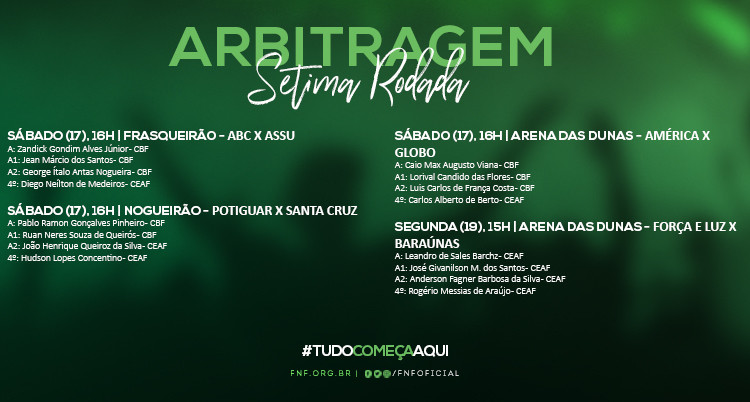 ARBITRAGEM
Setima Rodada
SÁBADO (17), 16H | FRASQUEIRÃO - ABC X ASSU
A: Zandick Gondim Alves Júnior- CBF
A1: Jean Márcio dos Santos- CBF
A2: George Ítalo Antas Nogueira- CBF
4º: Diego Neilton de Medeiros- CEAF
SÁBADO (17), 16H | NOGUEIRÃO - POTIGUAR X SANTA CRUZ
A: Pablo Ramon Gonçalves Pinheiro- CBF
A1: Ruan Neres Souza de Queirós- CBF
A2: João Henrique Queiroz da Silva- CEAF
4º: Hudson Lopes Concentino- CEAF
SÁBADO (17), 16H | ARENA DAS DUNAS - AMÉRICA X
GLOBO
A: Caio Max Augusto Viana- CBF
A1: Lorival Candido das Flores- CBF
A2: Luis Carlos de França Costa- CBF
4º: Carlos Alberto de Berto- CEAF
SEGUNDA (19), 15H | ARENA DAS DUNAS - FORÇA E LUZ X
BARAÚNAS
A: Leandro de Sales Barchz- CEAF
A1: José Givanilson M. dos Santos- CEAF
A2: Anderson Fagner Barbosa da Silva- CEAF
4º: Rogério Messias de Araújo- CEAF
#TUDOCOMEÇAAQUI
FNF.ORG.BR | /FNFOFICIAL